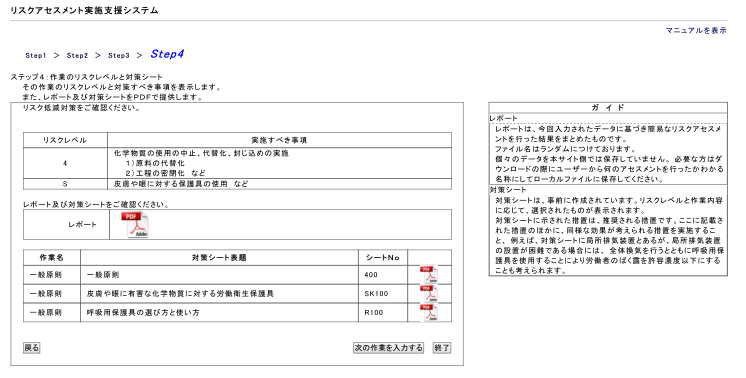 リスクアセスメント実施支援システム
マニュアルを表示
Step1 > Step2 > Step3 > Step4
ステップ4:作業のリスクレベルと対策シート
その作業のリスクレベルと対策すべき事項を表示します。
また、レポート及び対策シートをPDFで提供します。
リスク低減対策をご確認ください。
リスクレベル 実施すべき事項
4 化学物質の使用の中止、代替化、封じ込めの実施
1)原料の代替化
2)工程の密閉化 など
S 皮膚や眼に対する保護具の使用 など
レポート及び対策シートをご確認ください。
レポート PDF Adobe
作業名 対策シート表題 シートNo
一般原則 一般原則 400 PDF Adobe
一般原則 皮膚や眼に有害な化学物質に対する労働衛生保護具 SK100 PDF Adobe
一般原則 呼吸用保護具の選び方と使い方 R100 PDF Adobe
戻る 次の作業を入力する 終了
ガ イ ド
レポート
レポートは、今回入力されたデータに基づき簡易なリスクアセスメ
ントを行った結果をまとめたものです。
ファイル名はランダムにつけております。
個々のデータを本サイト側では保存していません。必要な方はダ
ウンロードの際にユーザーから何のアセスメントを行ったかわかる
名称にしてローカルファイルに保存してください。
対策シート
対策シートは、事前に作成されています。リスクレベルと作業内容
に応じて、選択されたものが表示されます。
対策シートに示された措置は、推奨される措置です。ここに記載さ
れた措置のほかに、同様な効果が考えられる措置を実施するこ
と、例えば、対策シートに局所排気装置とあるが、局所排気装置
の設置が困難である場合には、全体換気を行うとともに呼吸用保
護具を使用することにより労働者のばく露を許容濃度以下にする
ことも考えられます。